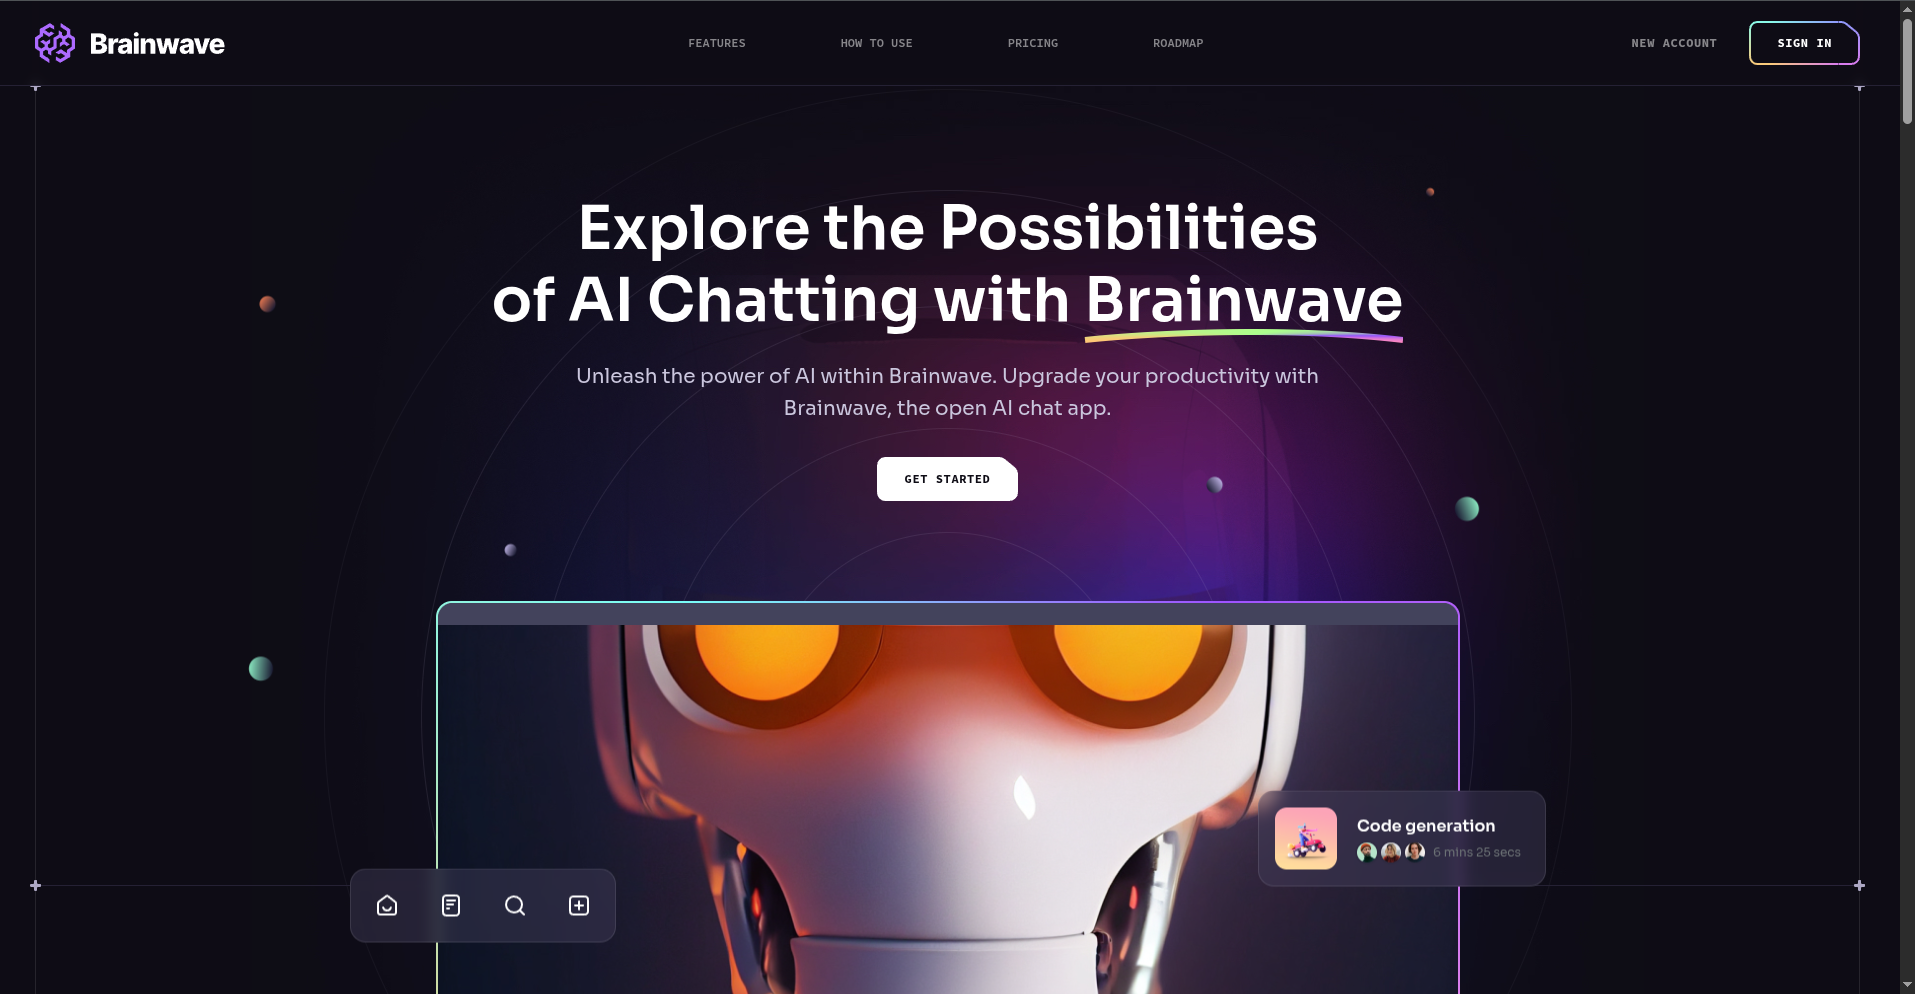 Brainwave
FEATURES
HOW TO USE
PRICING
ROADMAP
NEW ACCOUNT
SIGN IN
Explore the Possibilities
of AI Chatting with Brainwave
Unleash the power of AI within Brainwave. Upgrade your productivity with
Brainwave, the open AI chat app.
GET STARTED
Code generation
6 mins 25 secs